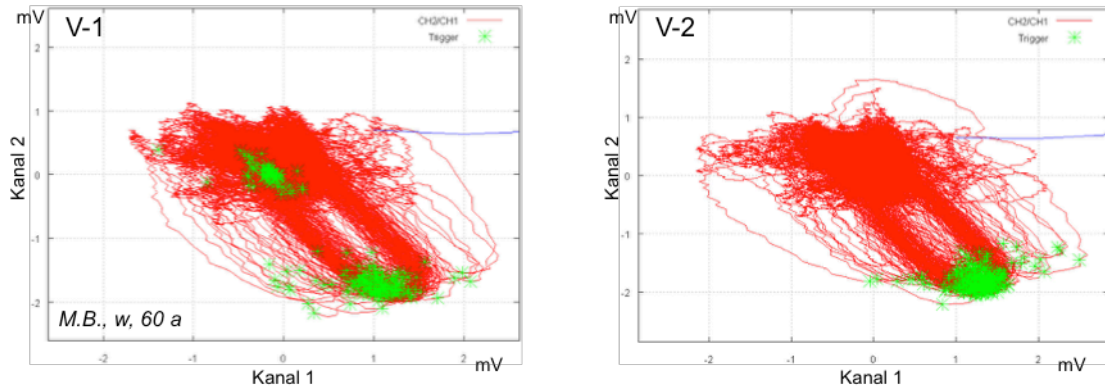 mV
V-1
CH2/CH1
Trigger
2
1
0
-1
-2
Kanal 2
M.B., w, 60 a
-2
-1
0
1
2
mV
Kanal 1
mV
V-2
CH2/CH1
Trigger
2
1
0
-1
-2
Kanal 2
-2
-1
0
1
2
mV
Kanal 1